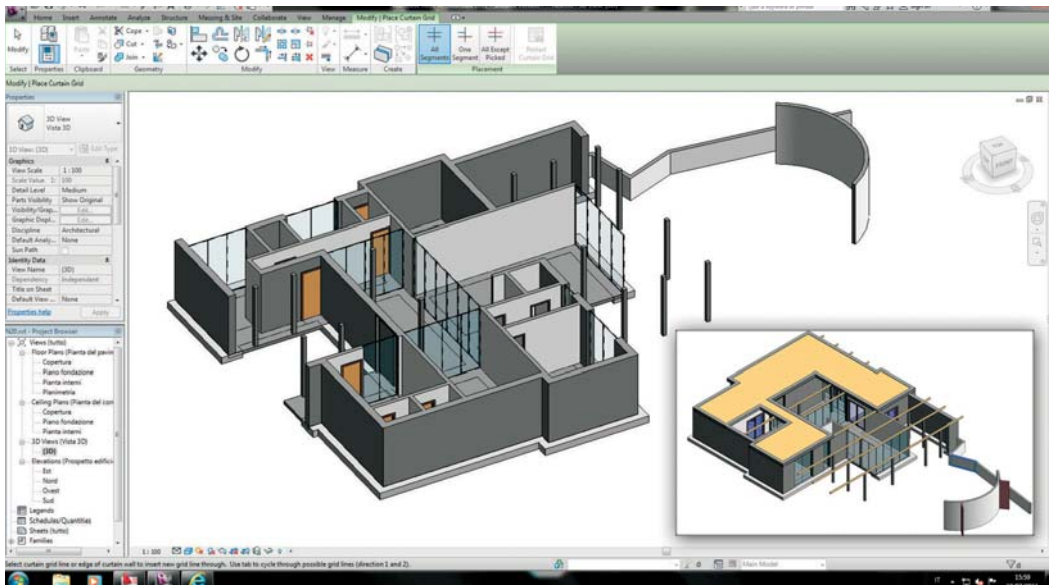 Home Insert Annotate Analyze Structure Massing & Site Collaborate View Manage Modify | Place Curtain Grid
Modify
Paste
Cope
Cut
Join
All Segments
One Segment
All Except Picked
Restart Curtain Grid
Select Properties Clipboard Geometry Modify View Measure Create Placement
Modify | Place Curtain Grid
Properties
3D View
Vista 3D
3D View: {3D} Edit Type
Graphics
View Scale 1 : 100
Scale Value 1: 100
Detail Level Medium
Parts Visibility Show Original
Visibility/Grap... Edit...
Graphic Displ... Edit...
Discipline Architectural
Default Analy... None
Sun Path
Identity Data
View Name {3D}
Dependency Independent
Title on Sheet
Default View ... None
Properties help Apply
Project Browser
Views (tutto)
Floor Plans (Pianta del pavim
Copertura
Piano fondazione
Pianta interni
Planimetria
Ceiling Plans (Pianta del con
Copertura
Piano fondazione
Pianta interni
3D Views (Vista 3D)
{3D}
Elevations (Prospetto edifici
Est
Nord
Ovest
Sud
Legends
Schedules/Quantities
Sheets (tutto)
Families
FRONT
1 : 100
Select curtain grid line or edge of curtain wall to insert new grid line through. Use tab to cycle through possible grid lines (direction 1 and 2).
Main Model
IT
15:59